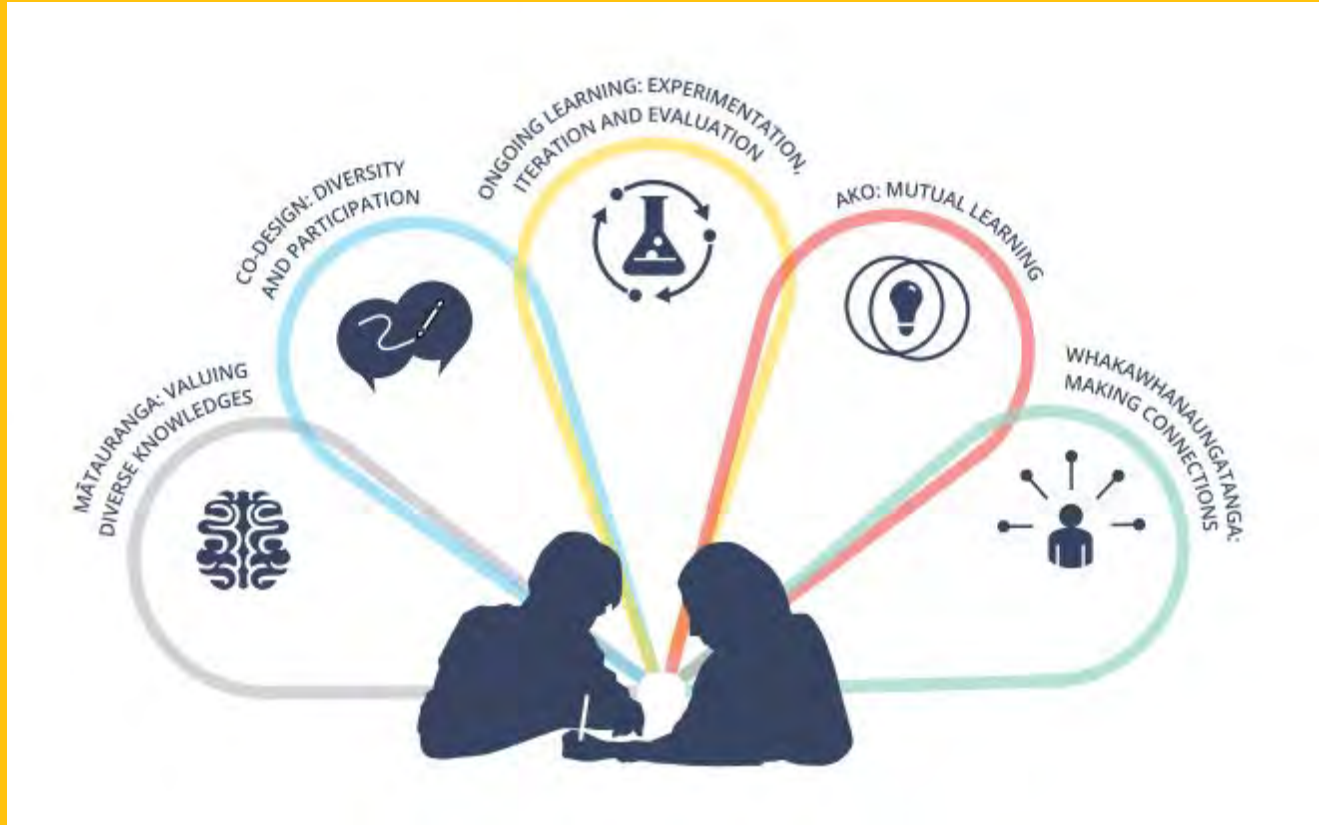 MĀTAURANGA: VALUING
DIVERSE KNOWLEDGES
CO-DESIGN: DIVERSITY
AND PARTICIPATION
ONGOING LEARNING: EXPERIMENTATION,
ITERATION AND EVALUATION
AKO: MUTUAL LEARNING
WHAKAWHANAUNGATANGA:
MAKING CONNECTIONS